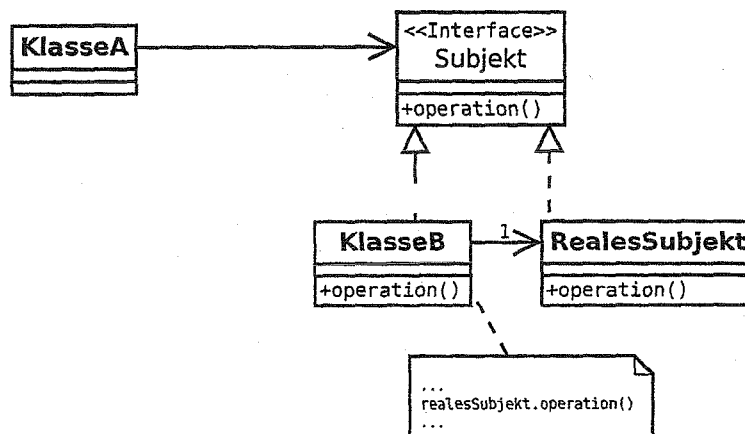 KlasseA
<<Interface>>
Subjekt
+operation()
KlasseB
1
RealesSubjekt
+operation()
+operation()
...
realesSubjekt.operation()
...